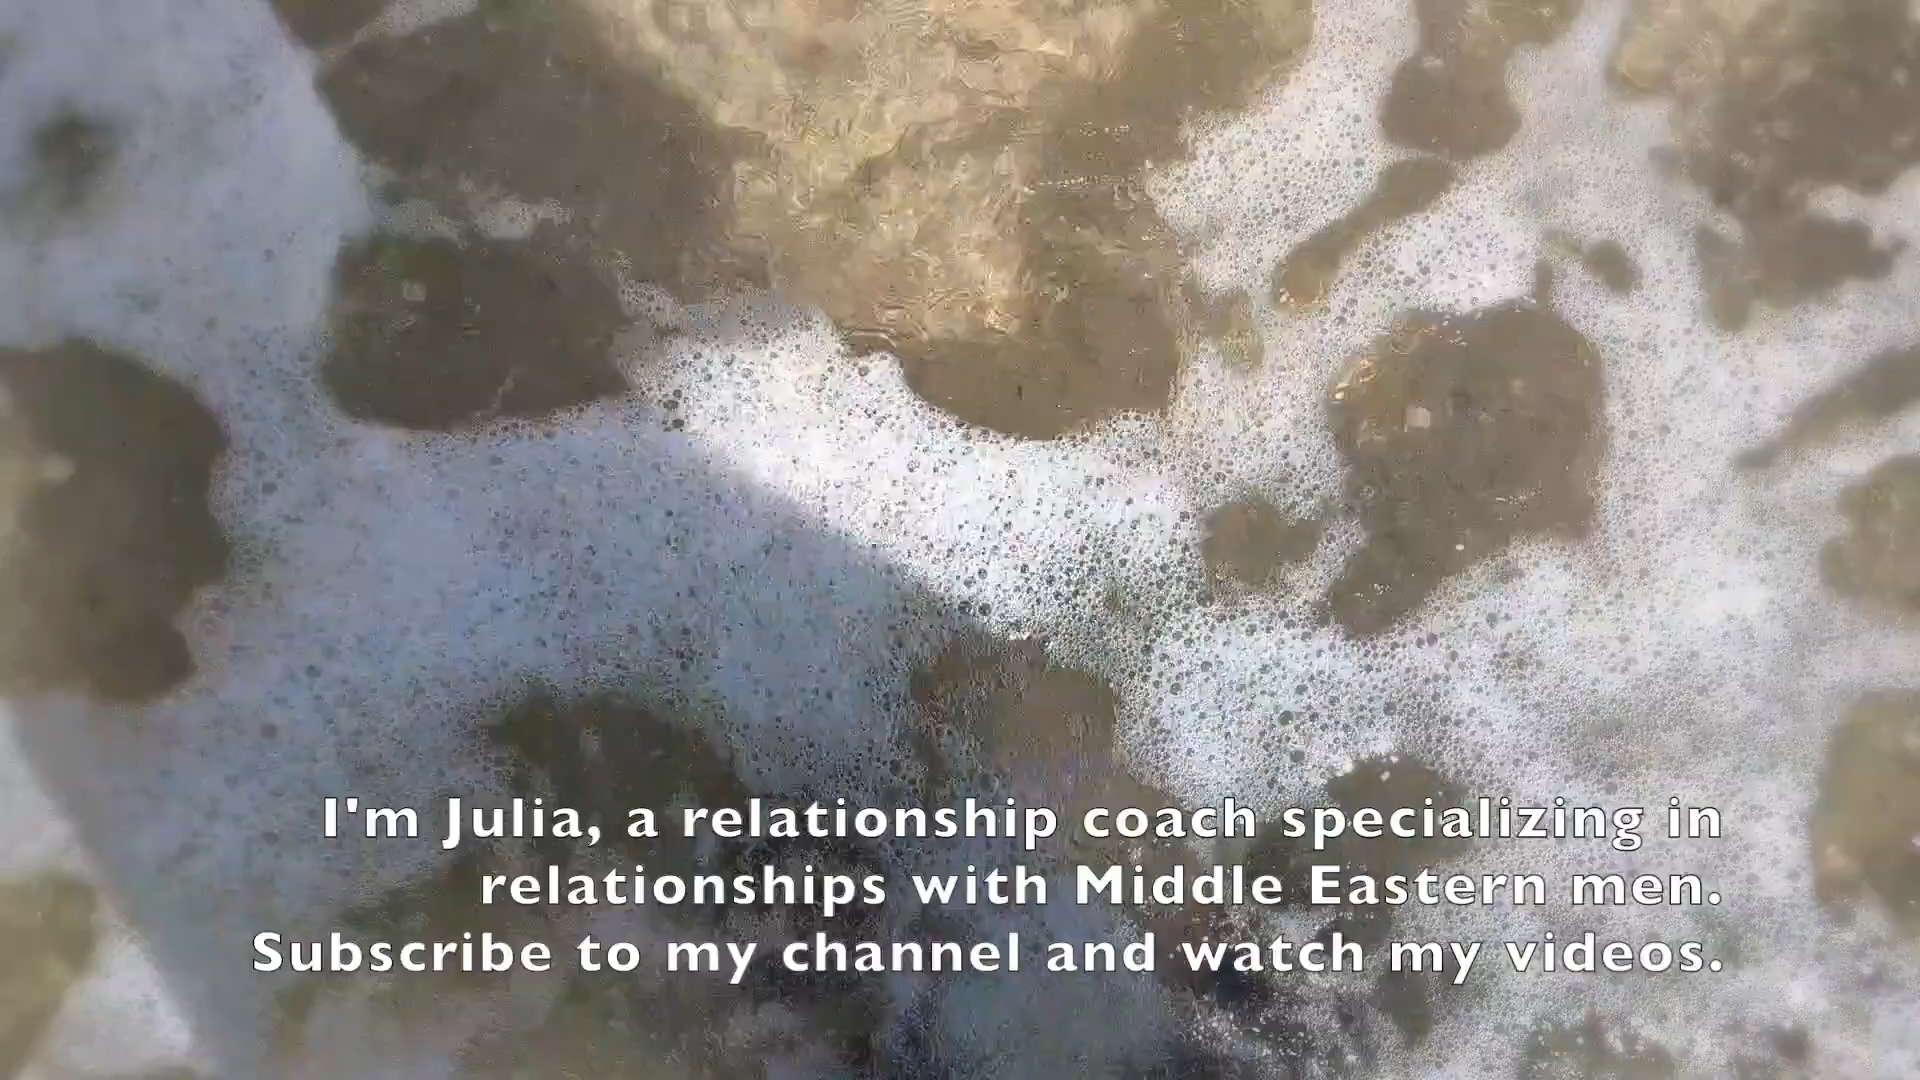 I'm Julia, a relationship coach specializing in
relationships with Middle Eastern men.
Subscribe to my channel and watch my videos.